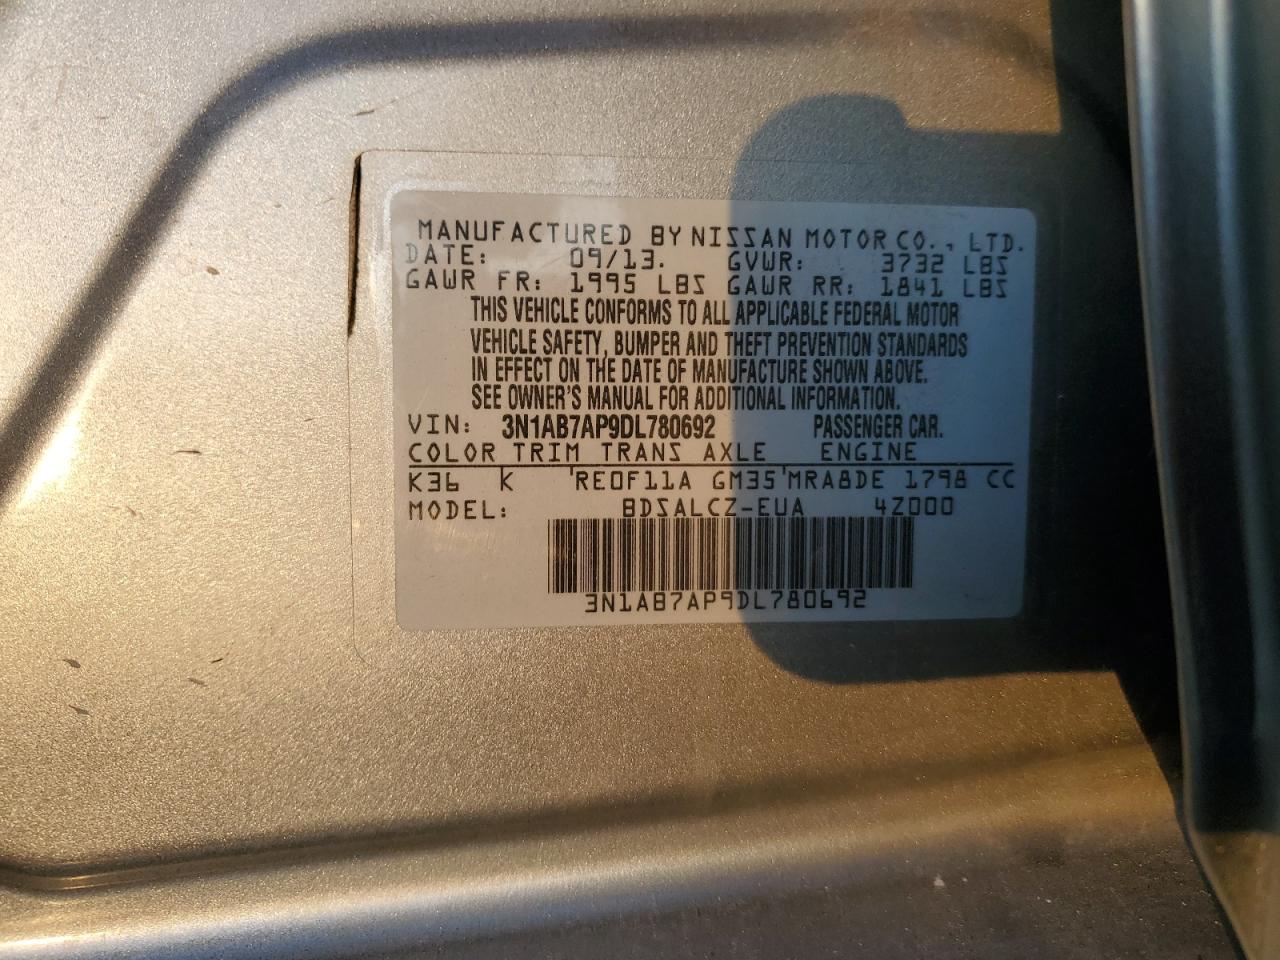 MANUFACTURED BY NISSAN MOTOR CO., LTD.
DATE: 09/13. GVWR: 3732 LBS
GAWR FR: 1995 LBS GAWR RR: 1841 LBS
THIS VEHICLE CONFORMS TO ALL APPLICABLE FEDERAL MOTOR
VEHICLE SAFETY, BUMPER AND THEFT PREVENTION STANDARDS
IN EFFECT ON THE DATE OF MANUFACTURE SHOWN ABOVE.
SEE OWNER'S MANUAL FOR ADDITIONAL INFORMATION.
VIN: 3N1AB7AP9DL780692 PASSENGER CAR.
COLOR TRIM TRANS AXLE ENGINE
K36 K 'RE0F11A GM35'MRA8DE 1798 CC
MODEL: BDSALCZ-EUA 4Z000
3N1AB7AP9DL780692